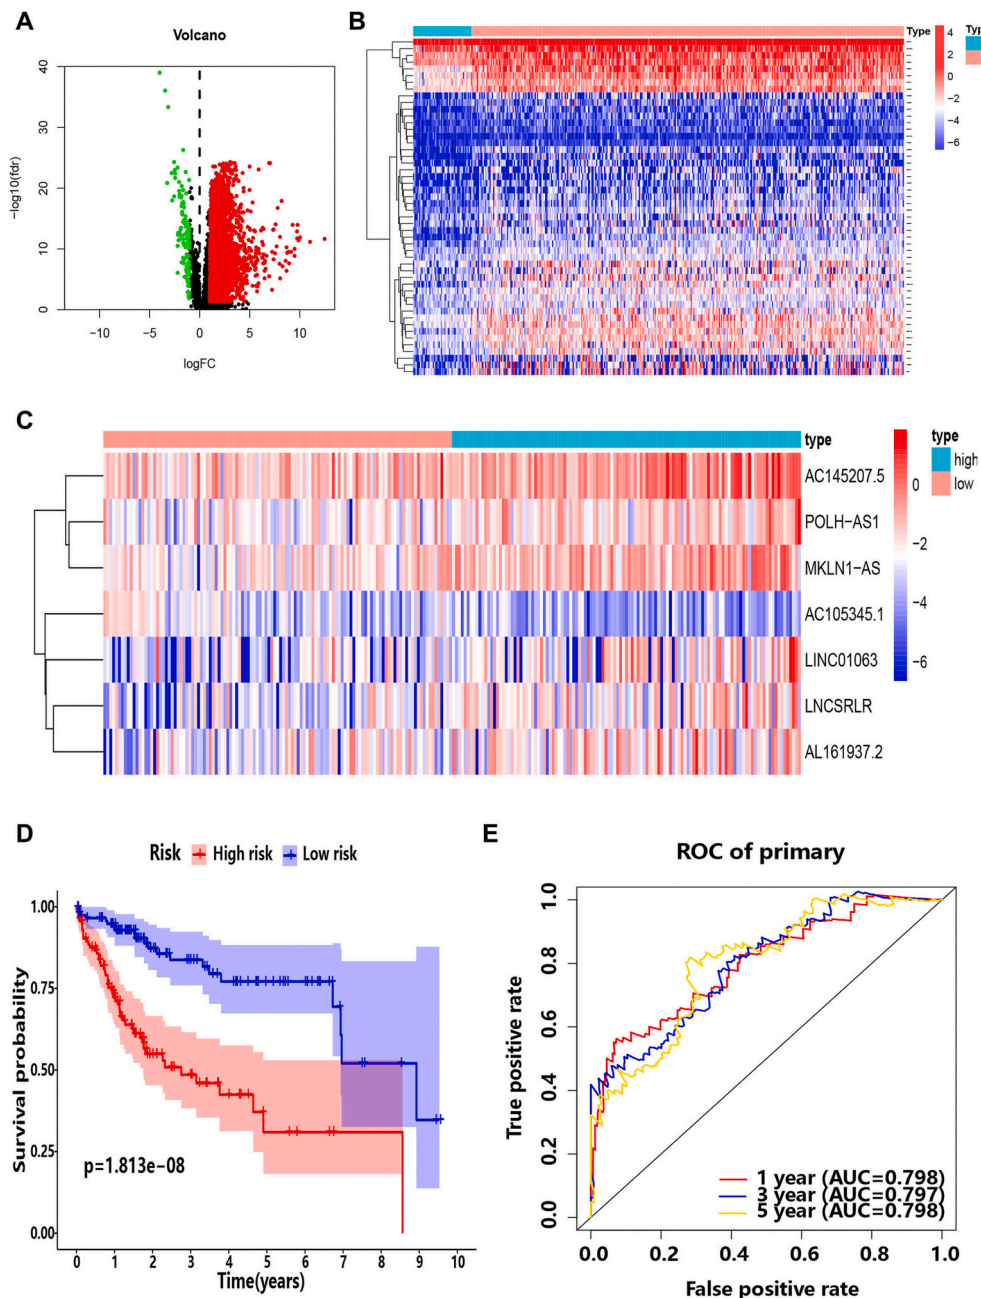 A
Volcano
40
30
20
10
0
−log10(fdr)
−10
−5
0
5
10
logFC
B
Type
Typ
4
2
0
−2
−4
−6
C
type
AC145207.5
POLH−AS1
MKLN1−AS
AC105345.1
LINC01063
LNCSRLR
AL161937.2
0
−2
−4
−6
type
high
low
D
Risk
High risk
Low risk
1.00
0.75
0.50
0.25
0.00
Survival probability
p=1.813e−08
0 1 2 3 4 5 6 7 8 9 10
Time(years)
E
ROC of primary
1.0
0.8
0.6
0.4
0.2
0.0
True positive rate
1 year (AUC=0.798)
3 year (AUC=0.797)
5 year (AUC=0.798)
0.0 0.2 0.4 0.6 0.8 1.0
False positive rate